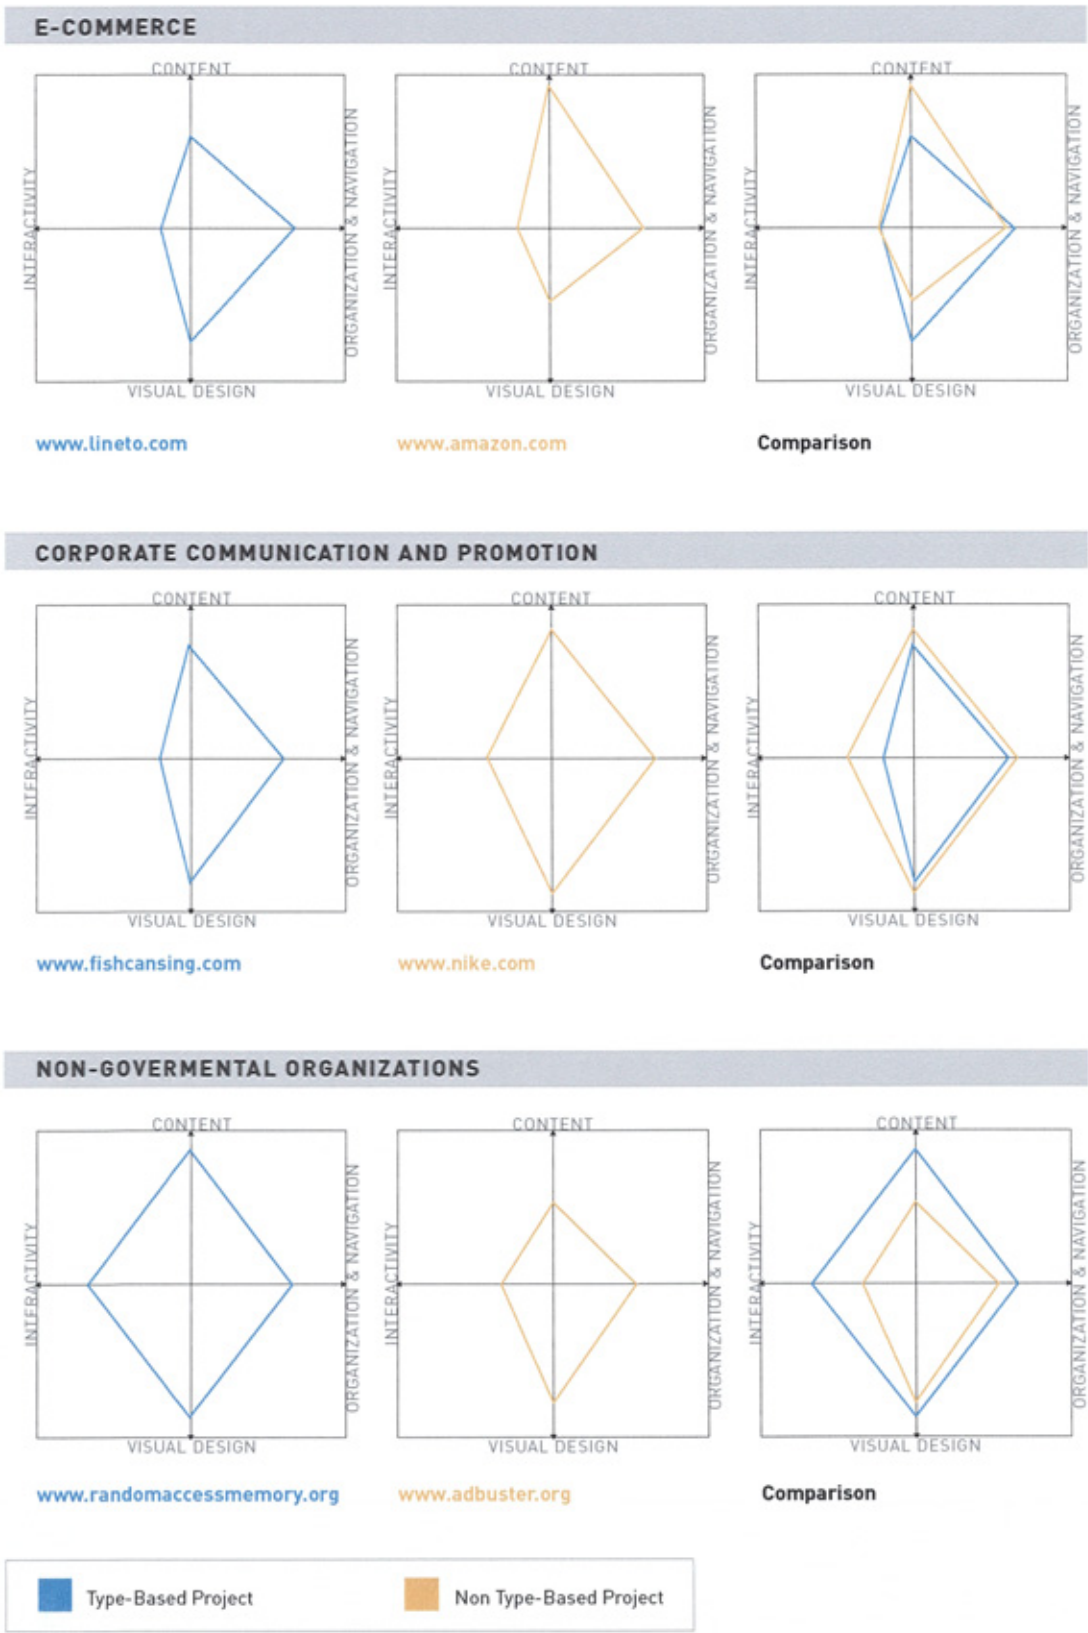 E-COMMERCE
CONTENT
INTERACTIVITY
ORGANIZATION & NAVIGATION
VISUAL DESIGN
www.lineto.com
CONTENT
INTERACTIVITY
ORGANIZATION & NAVIGATION
VISUAL DESIGN
www.amazon.com
CONTENT
INTERACTIVITY
ORGANIZATION & NAVIGATION
VISUAL DESIGN
Comparison
CORPORATE COMMUNICATION AND PROMOTION
CONTENT
INTERACTIVITY
ORGANIZATION & NAVIGATION
VISUAL DESIGN
www.fishcansing.com
CONTENT
INTERACTIVITY
ORGANIZATION & NAVIGATION
VISUAL DESIGN
www.nike.com
CONTENT
INTERACTIVITY
ORGANIZATION & NAVIGATION
VISUAL DESIGN
Comparison
NON-GOVERMENTAL ORGANIZATIONS
CONTENT
INTERACTIVITY
ORGANIZATION & NAVIGATION
VISUAL DESIGN
www.randomaccessmemory.org
CONTENT
INTERACTIVITY
ORGANIZATION & NAVIGATION
VISUAL DESIGN
www.adbuster.org
CONTENT
INTERACTIVITY
ORGANIZATION & NAVIGATION
VISUAL DESIGN
Comparison
Type-Based Project
Non Type-Based Project